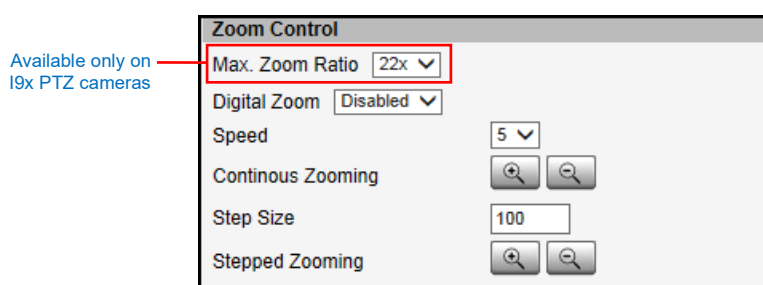 Zoom Control
Available only on
I9x PTZ cameras
Max. Zoom Ratio 22x
Digital Zoom Disabled
Speed 5
Continous Zooming
Step Size 100
Stepped Zooming